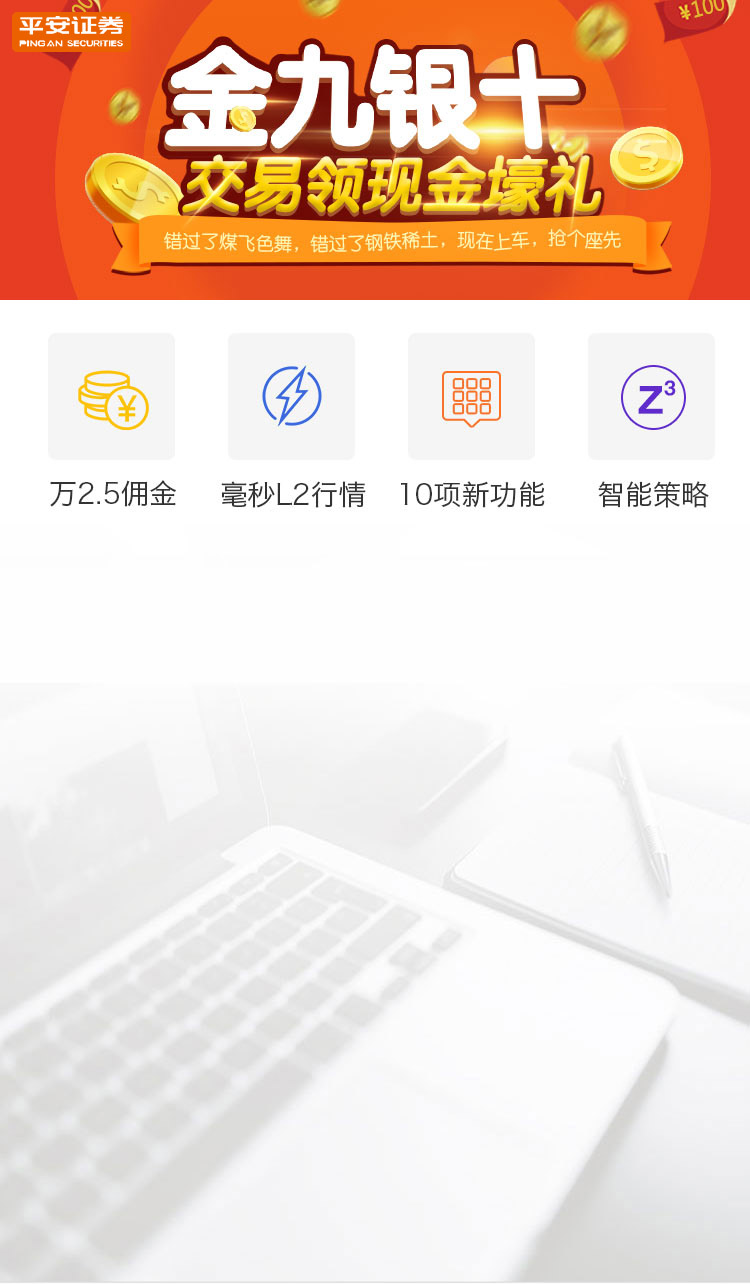 平安证券
PINGAN SECURITIES
¥100
金九银十
交易领现金壕礼
错过了煤飞色舞，错过了钢铁稀土，现在上车，抢个座先
¥
Z³
万2.5佣金
毫秒L2行情
10项新功能
智能策略